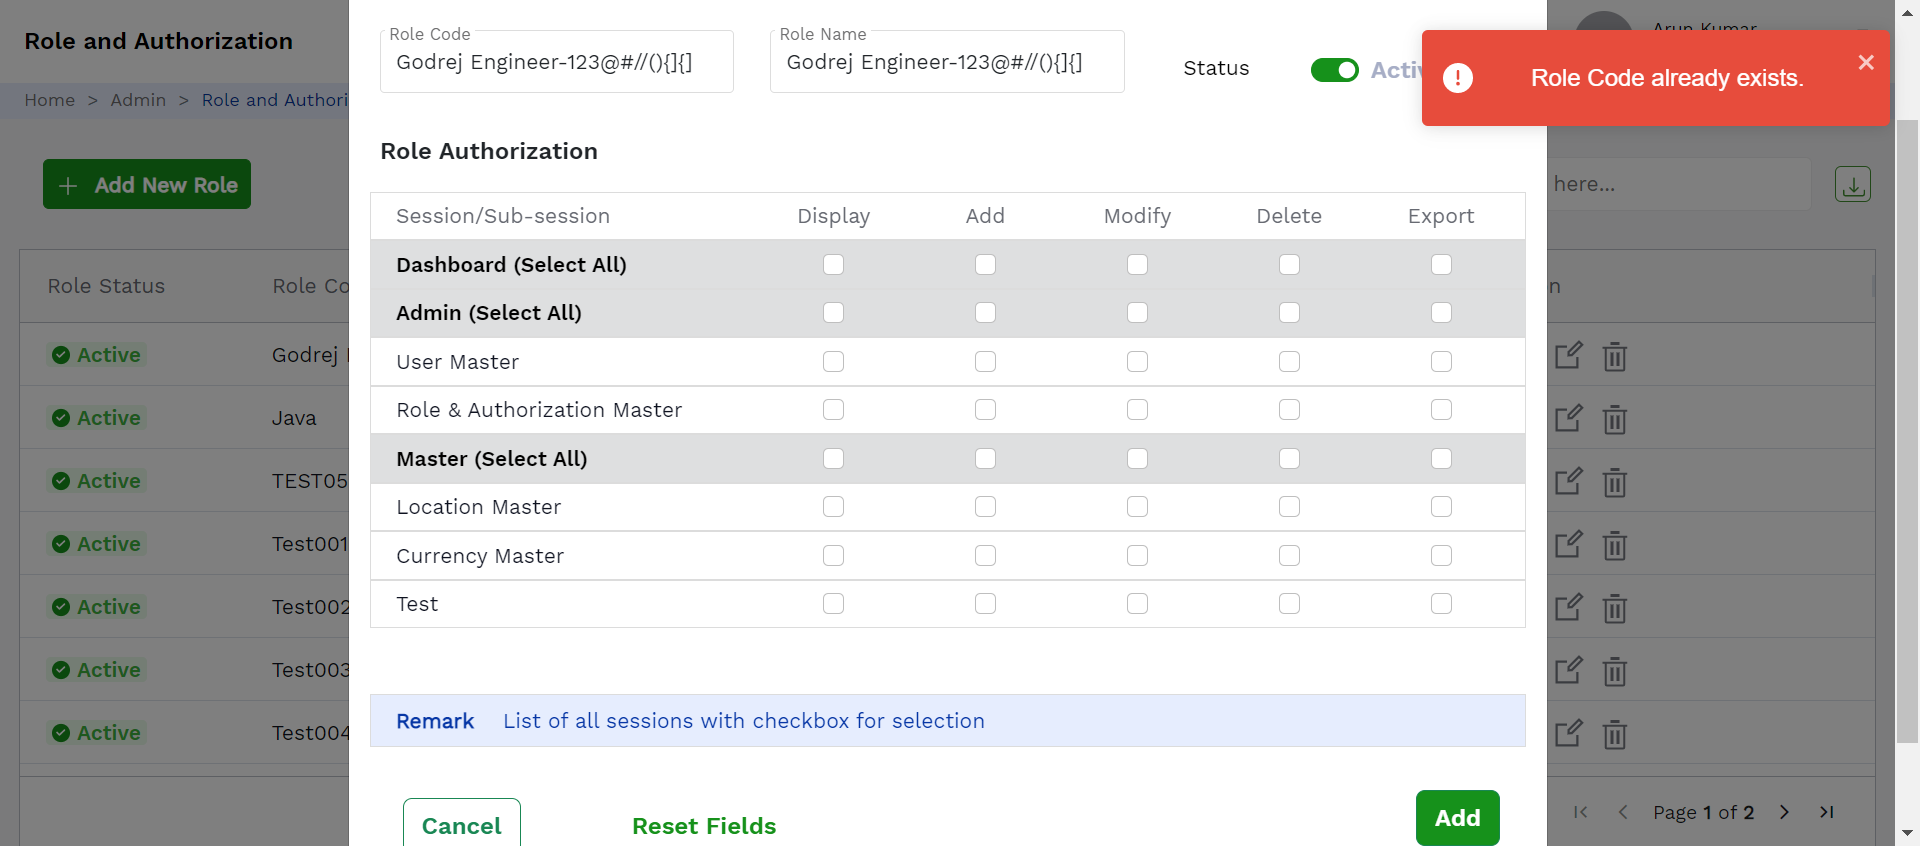 Role and Authorization
Home > Admin > Role and Authori
Add New Role
Role Status
Role Co
Active
Godrej
Active
Java
Active
TEST05
Active
Test001
Active
Test002
Active
Test003
Active
Test004
Role Code
Godrej Engineer-123@#//(){]{]
Role Name
Godrej Engineer-123@#//(){]{]
Status
Activ
Role Code already exists.
Arun Kumar
here...
n
Role Authorization
Session/Sub-session Display Add Modify Delete Export
Dashboard (Select All)
Admin (Select All)
User Master
Role & Authorization Master
Master (Select All)
Location Master
Currency Master
Test
Remark List of all sessions with checkbox for selection
Cancel
Reset Fields
Add
Page 1 of 2